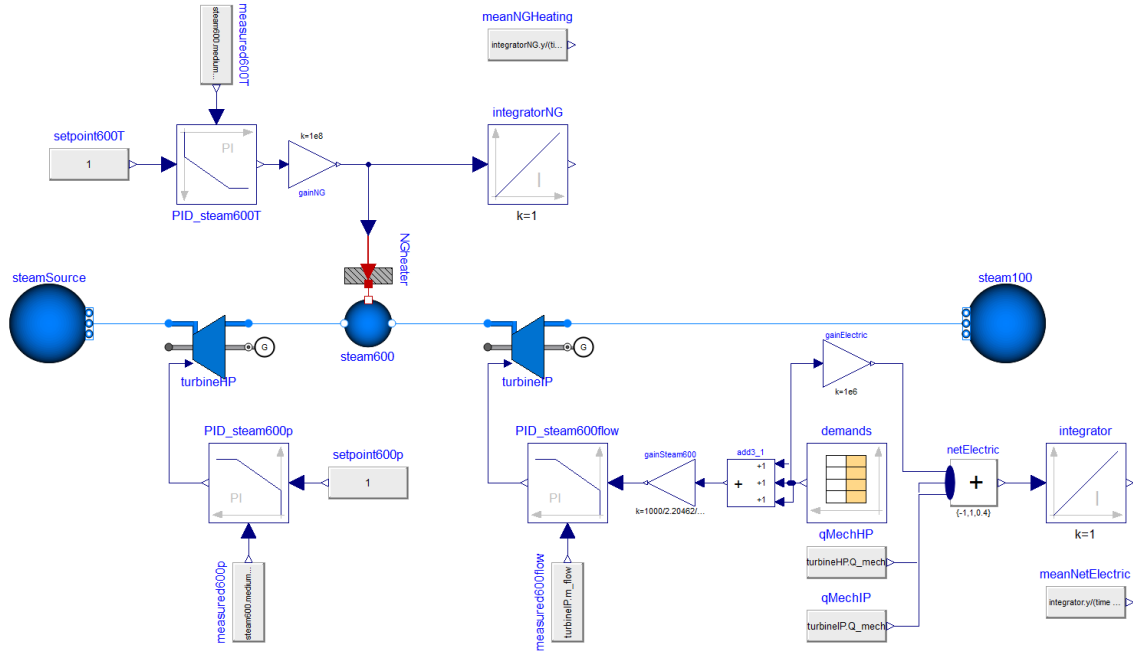 meanNGHeating
integratorNG.y/(ti...
measured600T
steam600.medium...
setpoint600T
1
PI
PID_steam600T
k=1e8
gainNG
integratorNG
I
k=1
NGheater
steamSource
steam100
G
turbineHP
steam600
G
turbineIP
gainElectric
k=1e6
PID_steam600p
PI
setpoint600p
1
measured600p
steam600.medium...
PID_steam600flow
PI
measured600flow
turbineIP.m_flow
gainSteam600
k=1000/2.20462/...
add3_1
+1
+
+1
+1
demands
netElectric
+
{-1,1,0.4}
integrator
I
k=1
qMechHP
turbineHP.Q_mech
qMechIP
turbineIP.Q_mech
meanNetElectric
integrator.y/(time ...